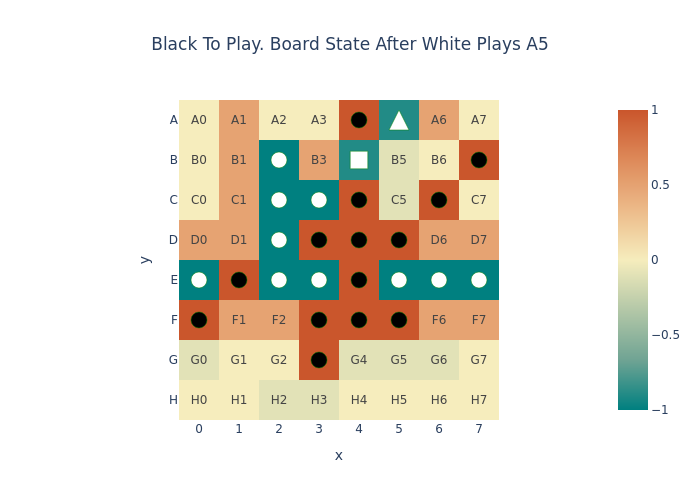 Black To Play. Board State After White Plays A5
A A0 A1 A2 A3 A6 A7
B B0 B1 B3 B5 B6
C C0 C1 C5 C7
D D0 D1 D6 D7
E
F F1 F2 F6 F7
G G0 G1 G2 G4 G5 G6 G7
H H0 H1 H2 H3 H4 H5 H6 H7
0 1 2 3 4 5 6 7
x
y
1
0.5
0
−0.5
−1